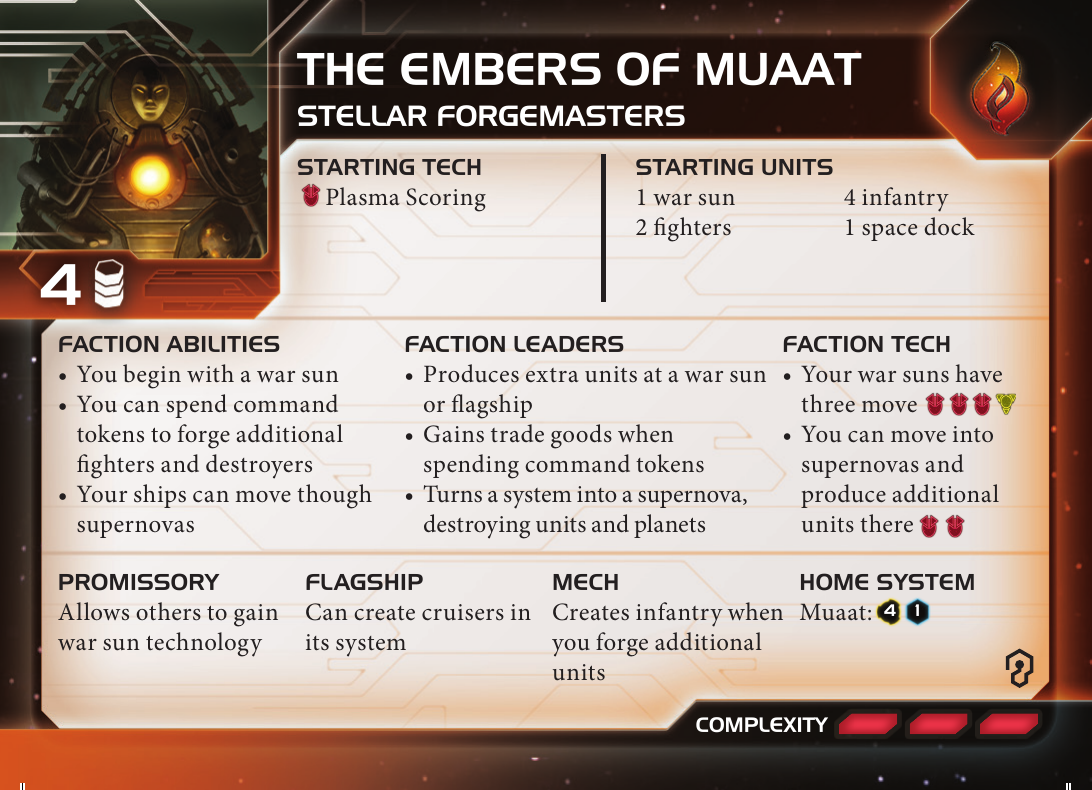 THE EMBERS OF MUAAT
STELLAR FORGEMASTERS
4
STARTING TECH
Plasma Scoring
STARTING UNITS
1 war sun
2 fighters
4 infantry
1 space dock
FACTION ABILITIES
• You begin with a war sun
• You can spend command
tokens to forge additional
fighters and destroyers
• Your ships can move though
supernovas
FACTION LEADERS
• Produces extra units at a war sun
or flagship
• Gains trade goods when
spending command tokens
• Turns a system into a supernova,
destroying units and planets
FACTION TECH
• Your war suns have
three move
• You can move into
supernovas and
produce additional
units there
PROMISSORY
Allows others to gain
war sun technology
FLAGSHIP
Can create cruisers in
its system
MECH
Creates infantry when
you forge additional
units
HOME SYSTEM
Muaat: 4 1
COMPLEXITY